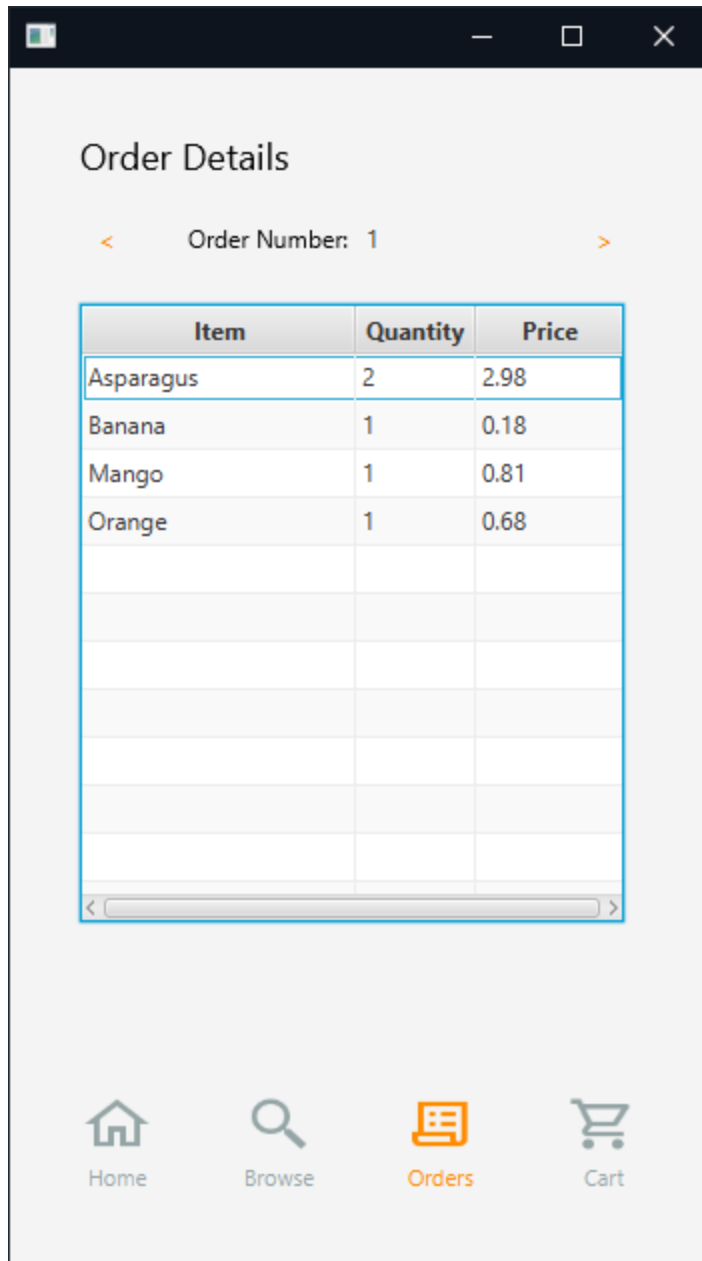 Order Details
< Order Number: 1 >
Item Quantity Price
Asparagus 2 2.98
Banana 1 0.18
Mango 1 0.81
Orange 1 0.68
Home Browse Orders Cart